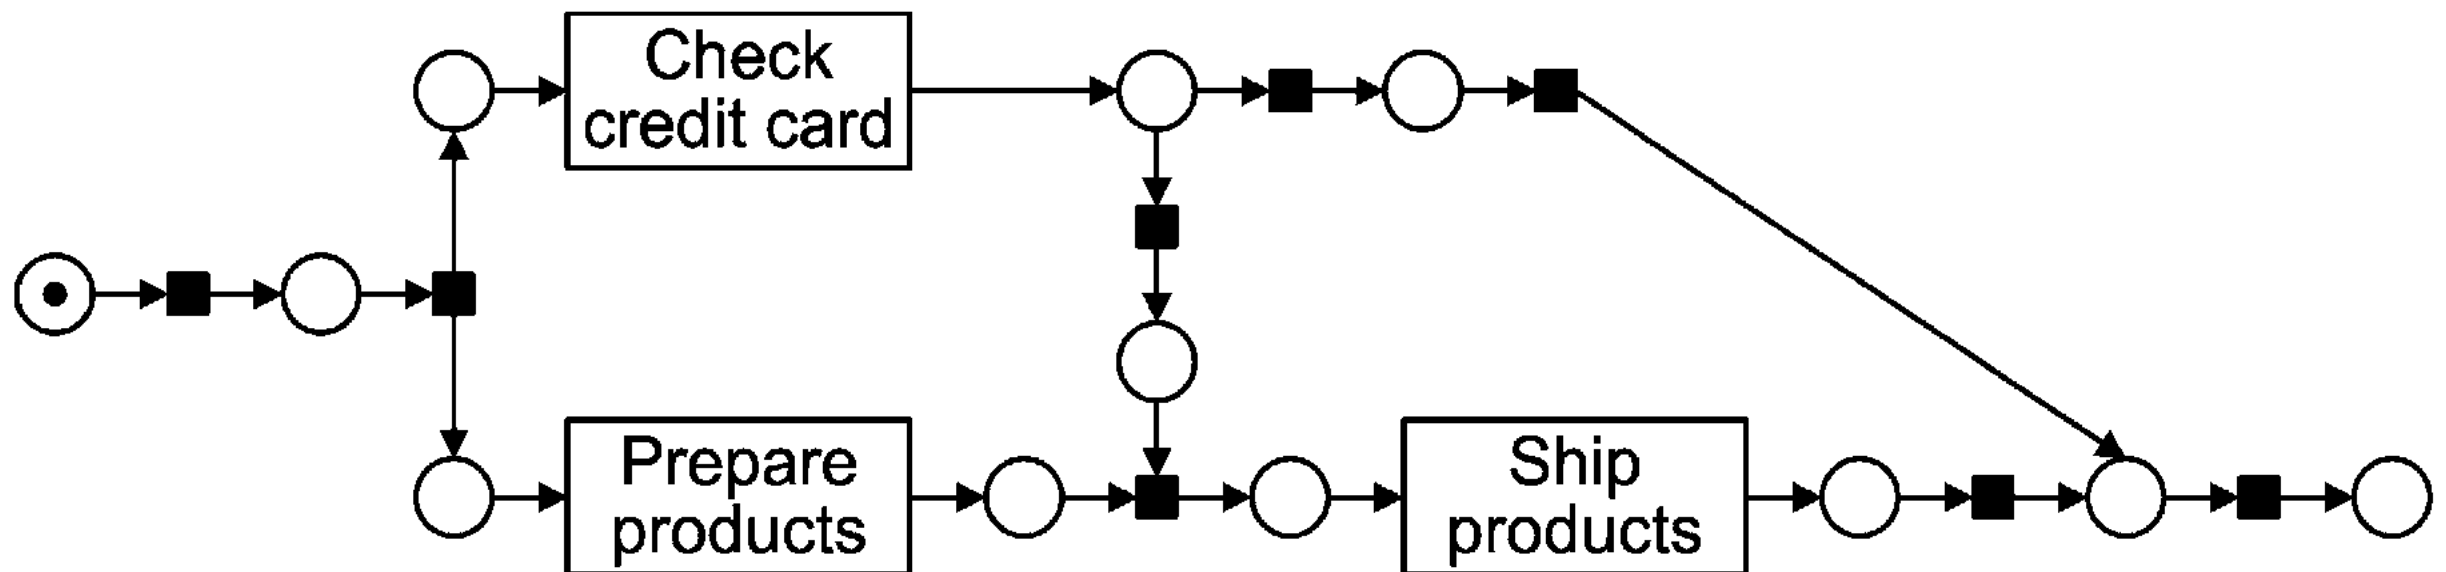 Check
credit card
Prepare
products
Ship
products